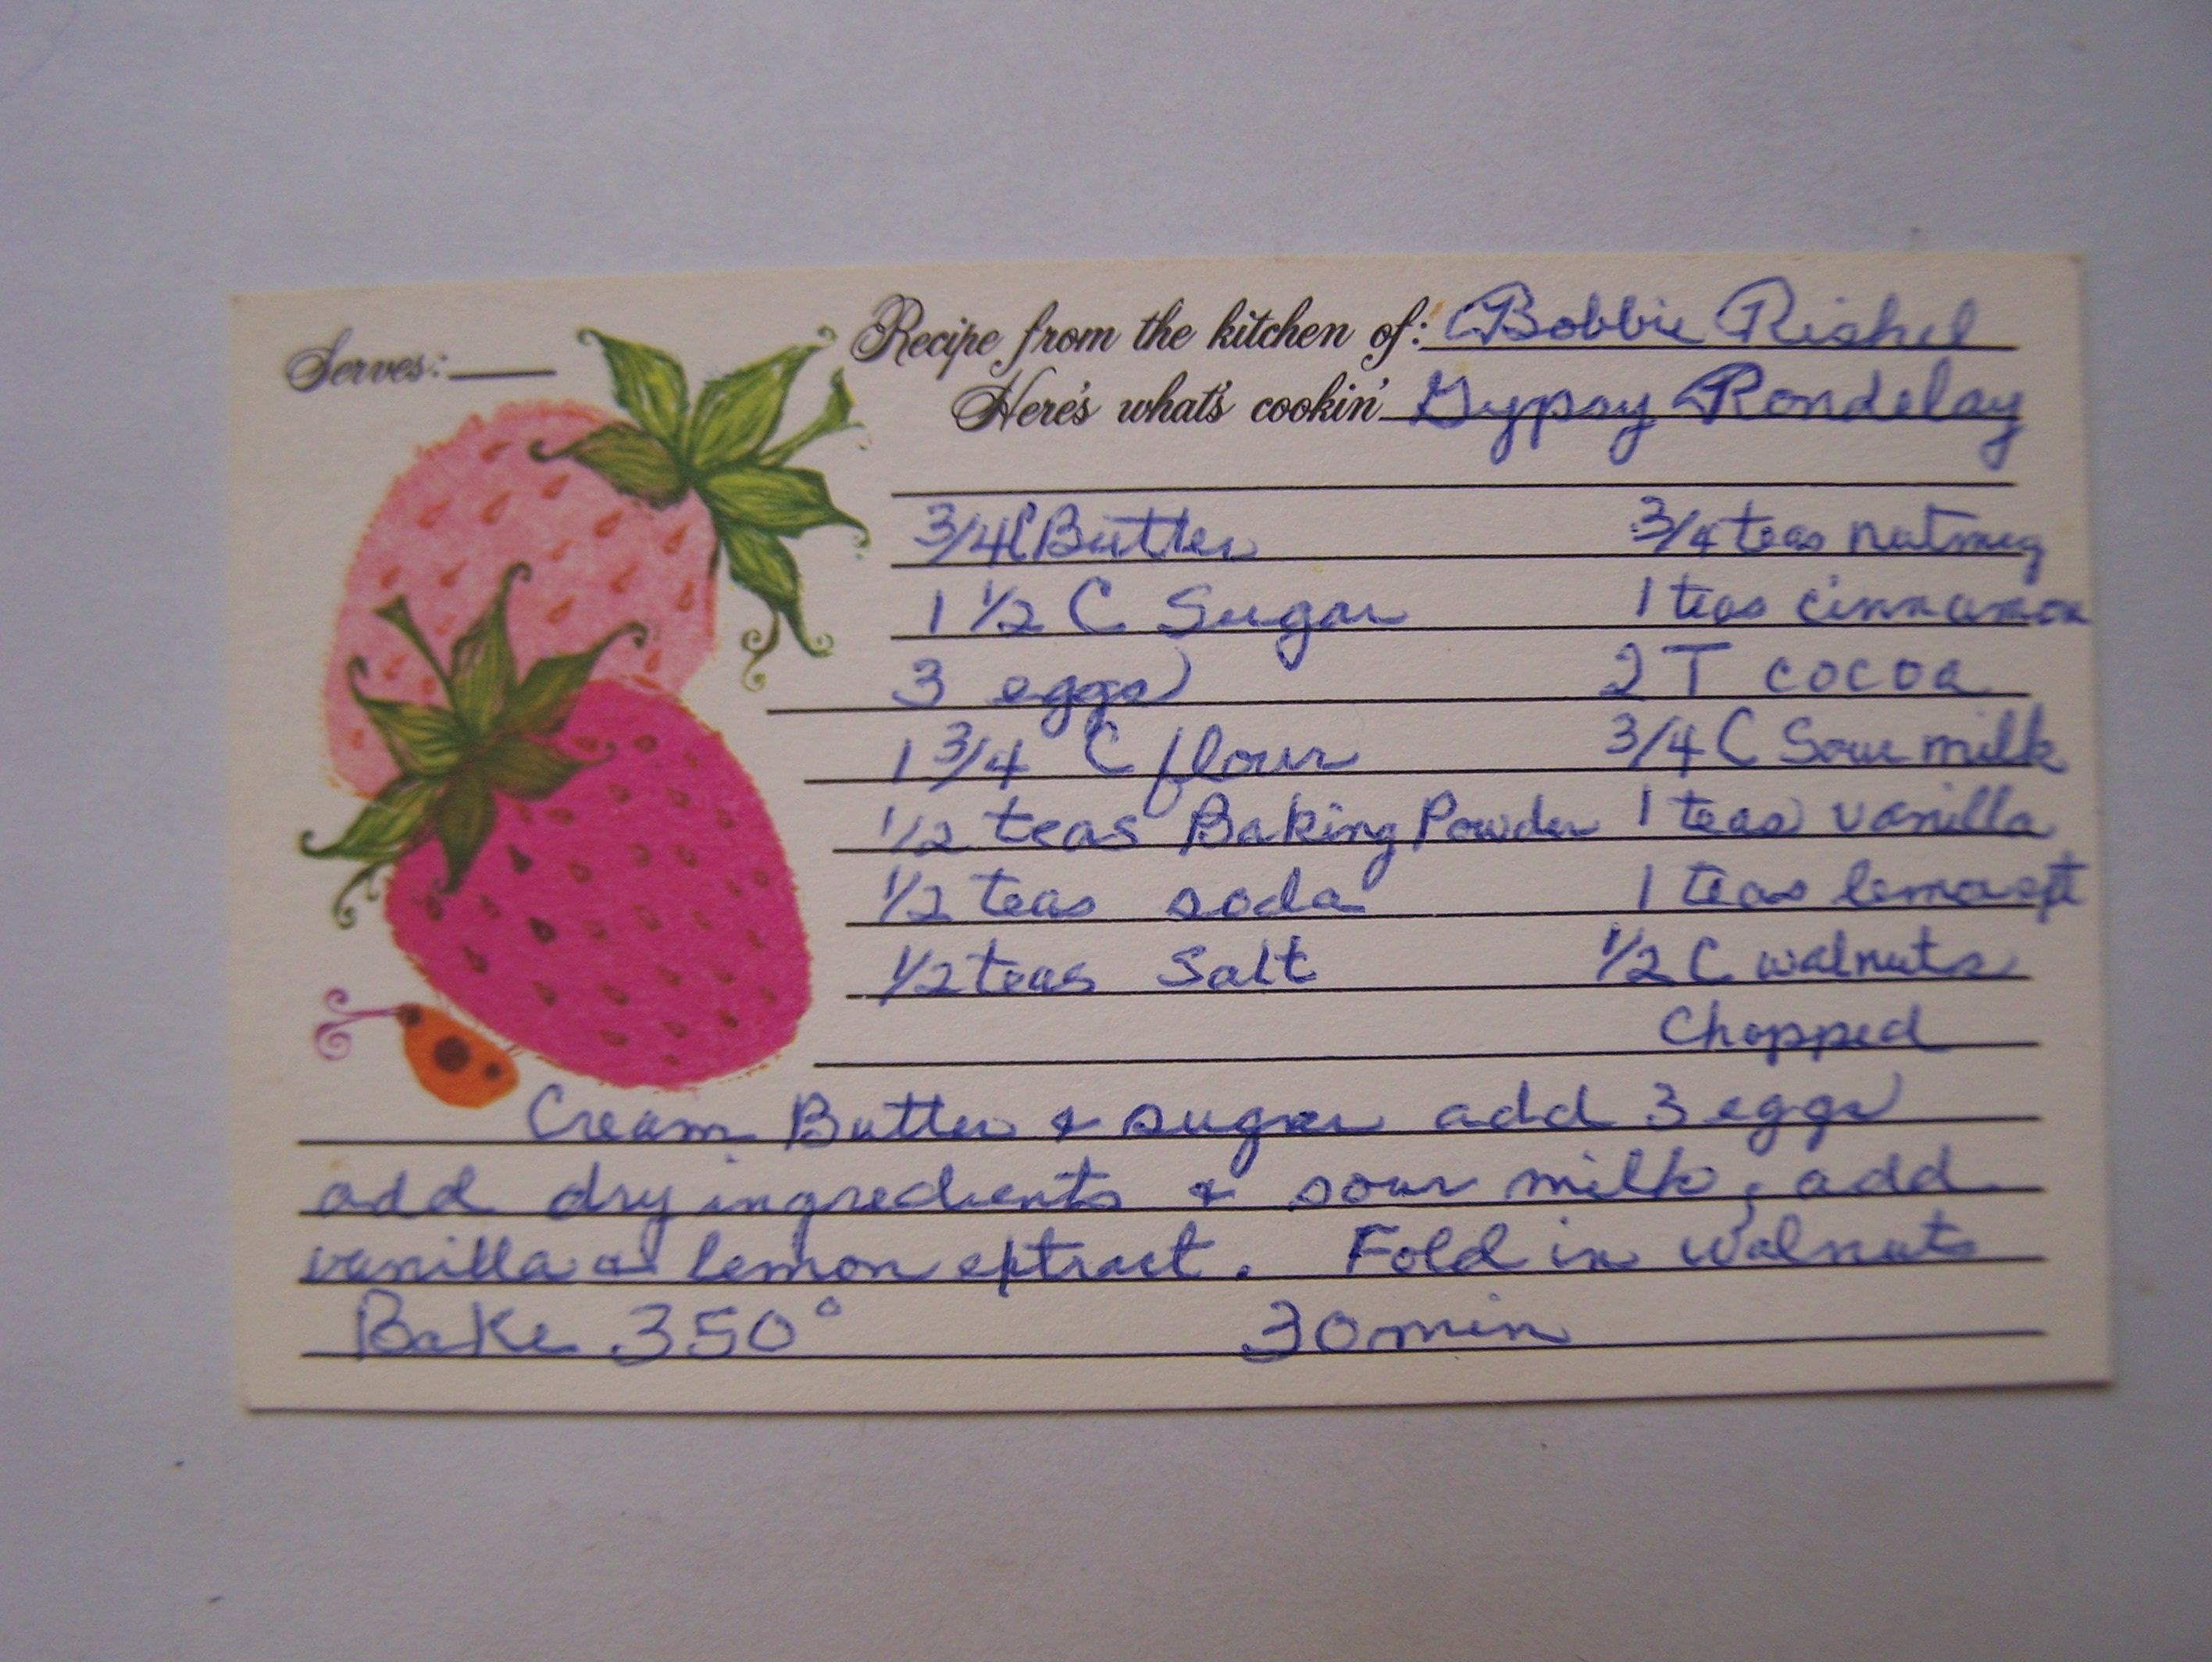 Serves:
Recipe from the kitchen of: Bobbie Rishel
Here's what's cookin' Gypsy Rondelay
3/4 C Butter 3/4 teas nutmeg
1 1/2 C Sugar 1 teas cinnamon
3 eggs 2 T cocoa
1 3/4 C flour 3/4 C Sour milk
1/2 teas Baking Powder 1 teas vanilla
1/2 teas soda 1 teas lemon ext
1/2 teas Salt 1/2 C walnuts
Chopped
Cream Butter & sugar add 3 eggs
add dry ingredients & sour milk, add
vanilla & lemon extract. Fold in walnuts
Bake 350° 30 min